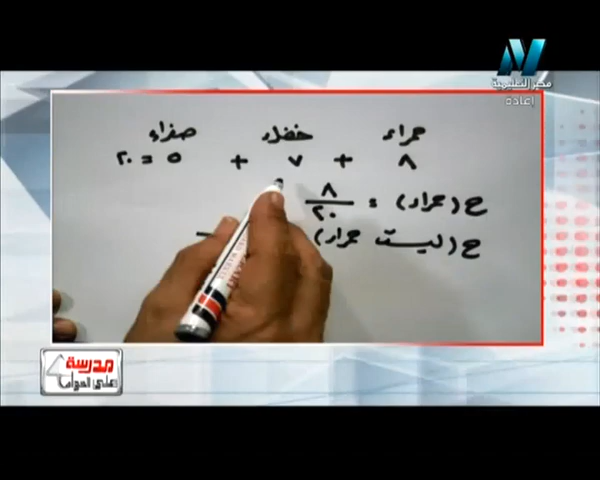 مصر التعليمية
إعادة
حمراء خضراء صفراء
٨ + ٧ + ٥ = ٢٠
ح (حمراء) = ٨/٢٠
ح (ليست حمراء)
مدرسة
على الهواء